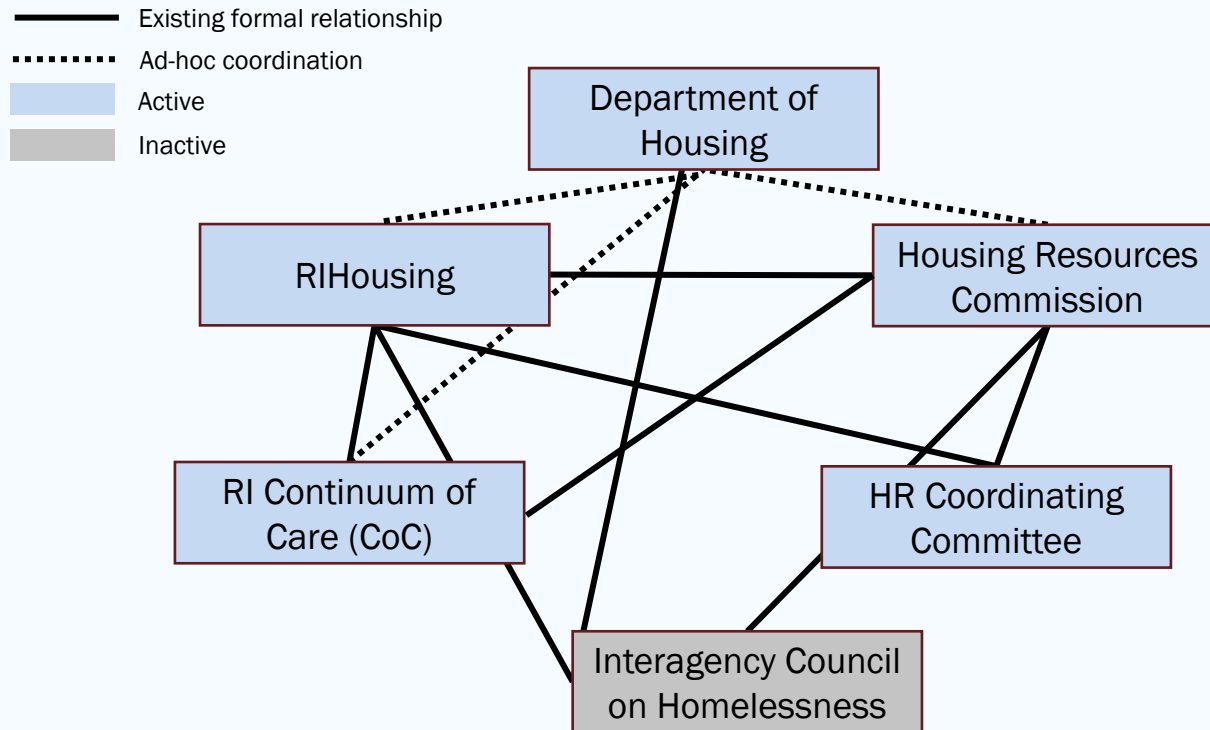 Existing formal relationship
Ad-hoc coordination
Active
Inactive
Department of
Housing
RIHousing
Housing Resources
Commission
RI Continuum of
Care (CoC)
HR Coordinating
Committee
Interagency Council
on Homelessness